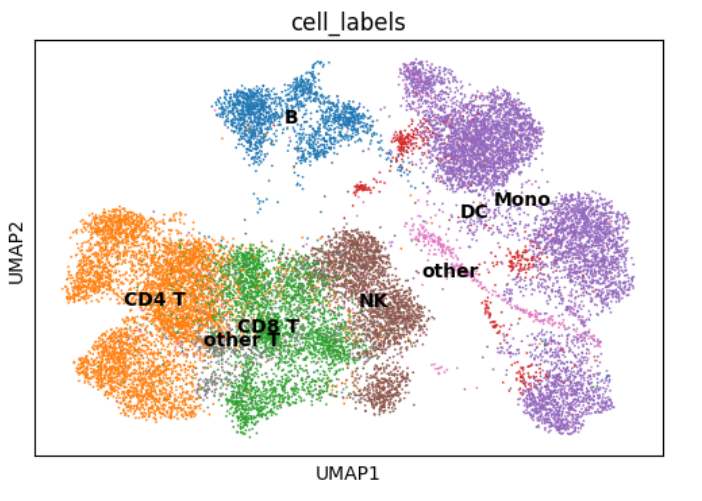 cell_labels
B
Mono
DC
other
CD4 T
NK
CD8 T
other T
UMAP2
UMAP1